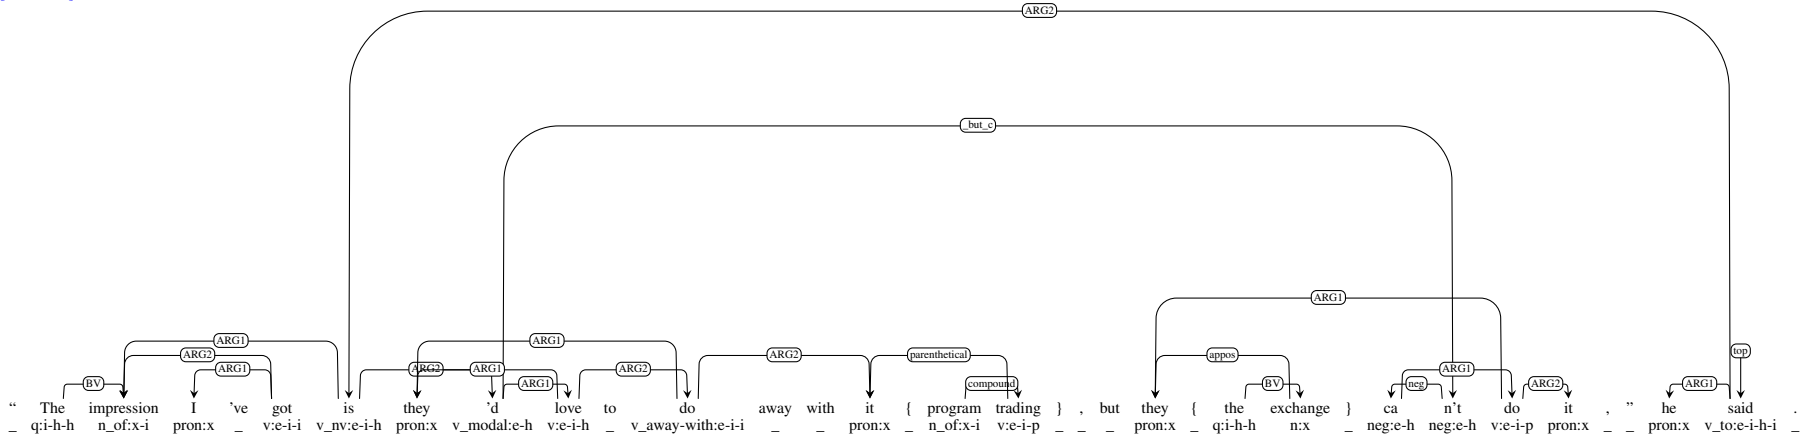 ARG2
_but_c
ARG1
ARG1 ARG1 top
ARG2 ARG2 parenthetical appos
ARG1 ARG2 ARG1 ARG2 ARG1
BV ARG1 compound BV neg ARG2 ARG1
“ The impression I 've got is they 'd love to do away with it { program trading } , but they { the exchange } ca n't do it , ” he said .
_ q:i-h-h n_of:x-i pron:x _ v:e-i-i v_nv:e-i-h pron:x v_modal:e-h v:e-i-h _ v_away-with:e-i-i _ _ pron:x _ n_of:x-i v:e-i-p _ _ _ pron:x _ q:i-h-h n:x _ neg:e-h neg:e-h v:e-i-p pron:x _ _ pron:x v_to:e-i-h-i _